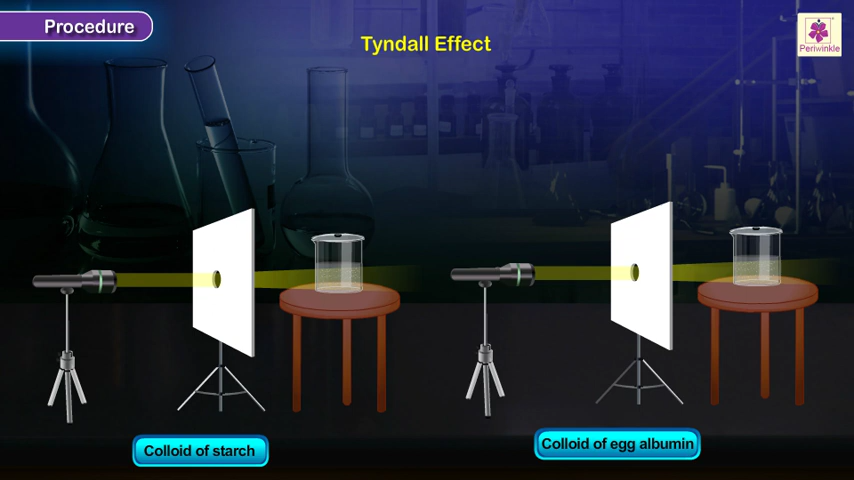 Procedure
Tyndall Effect
Periwinkle
Colloid of starch
Colloid of egg albumin